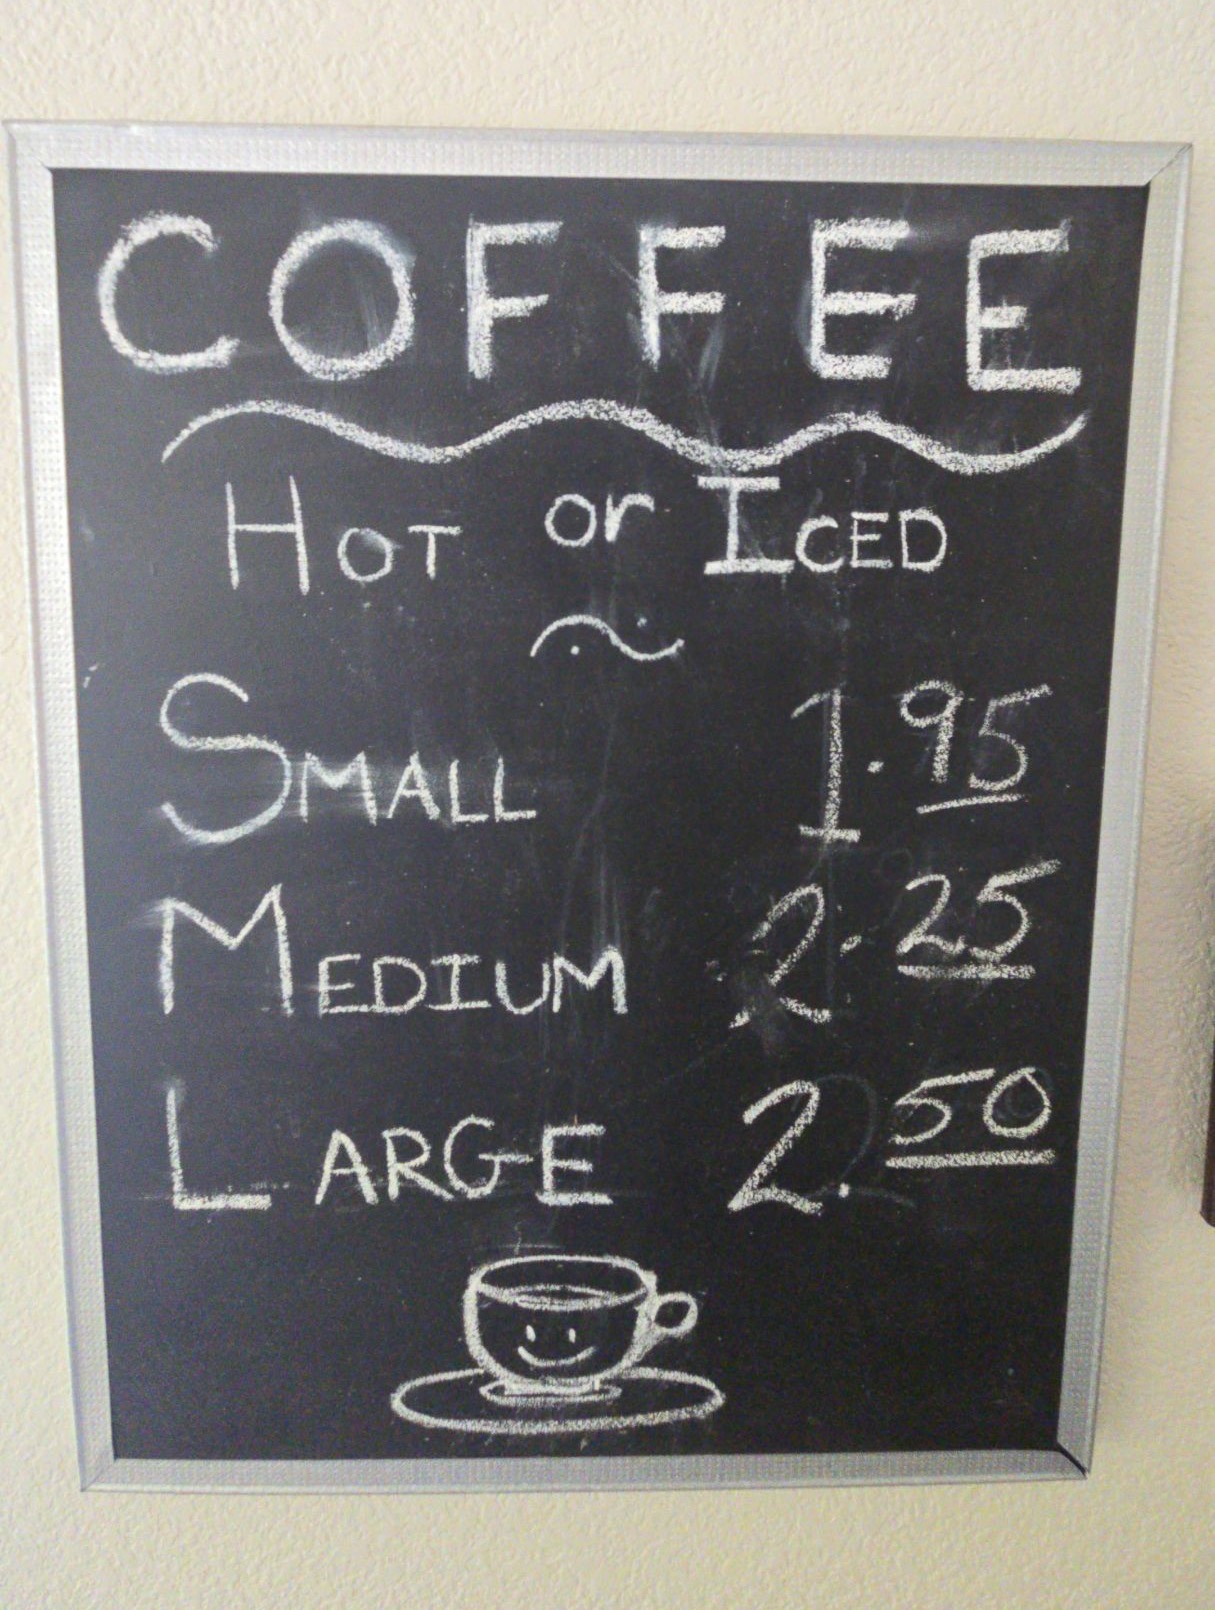 COFFEE
HOT or ICED
SMALL 1.95
MEDIUM 2.25
LARGE 2.50